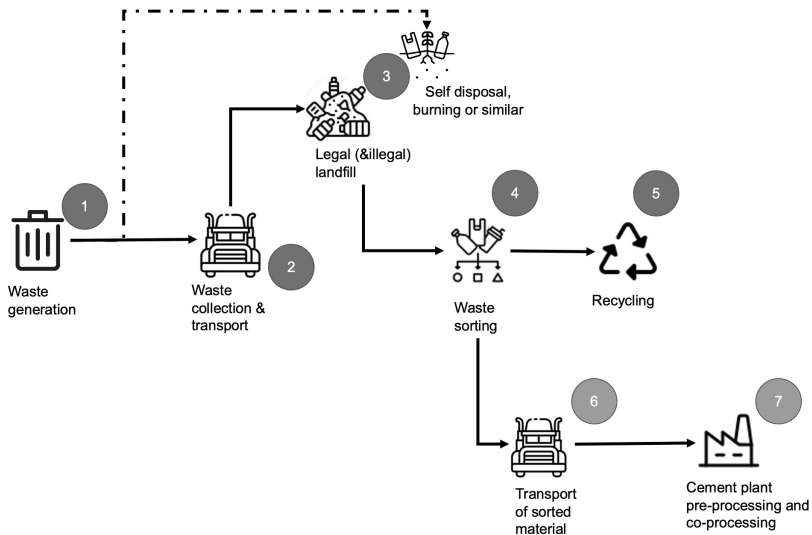 3
Self disposal,
burning or similar
Legal (&illegal)
landfill
1
2
4
5
Waste
generation
Waste
collection &
transport
Waste
sorting
Recycling
6
7
Transport
of sorted
material
Cement plant
pre-processing and
co-processing